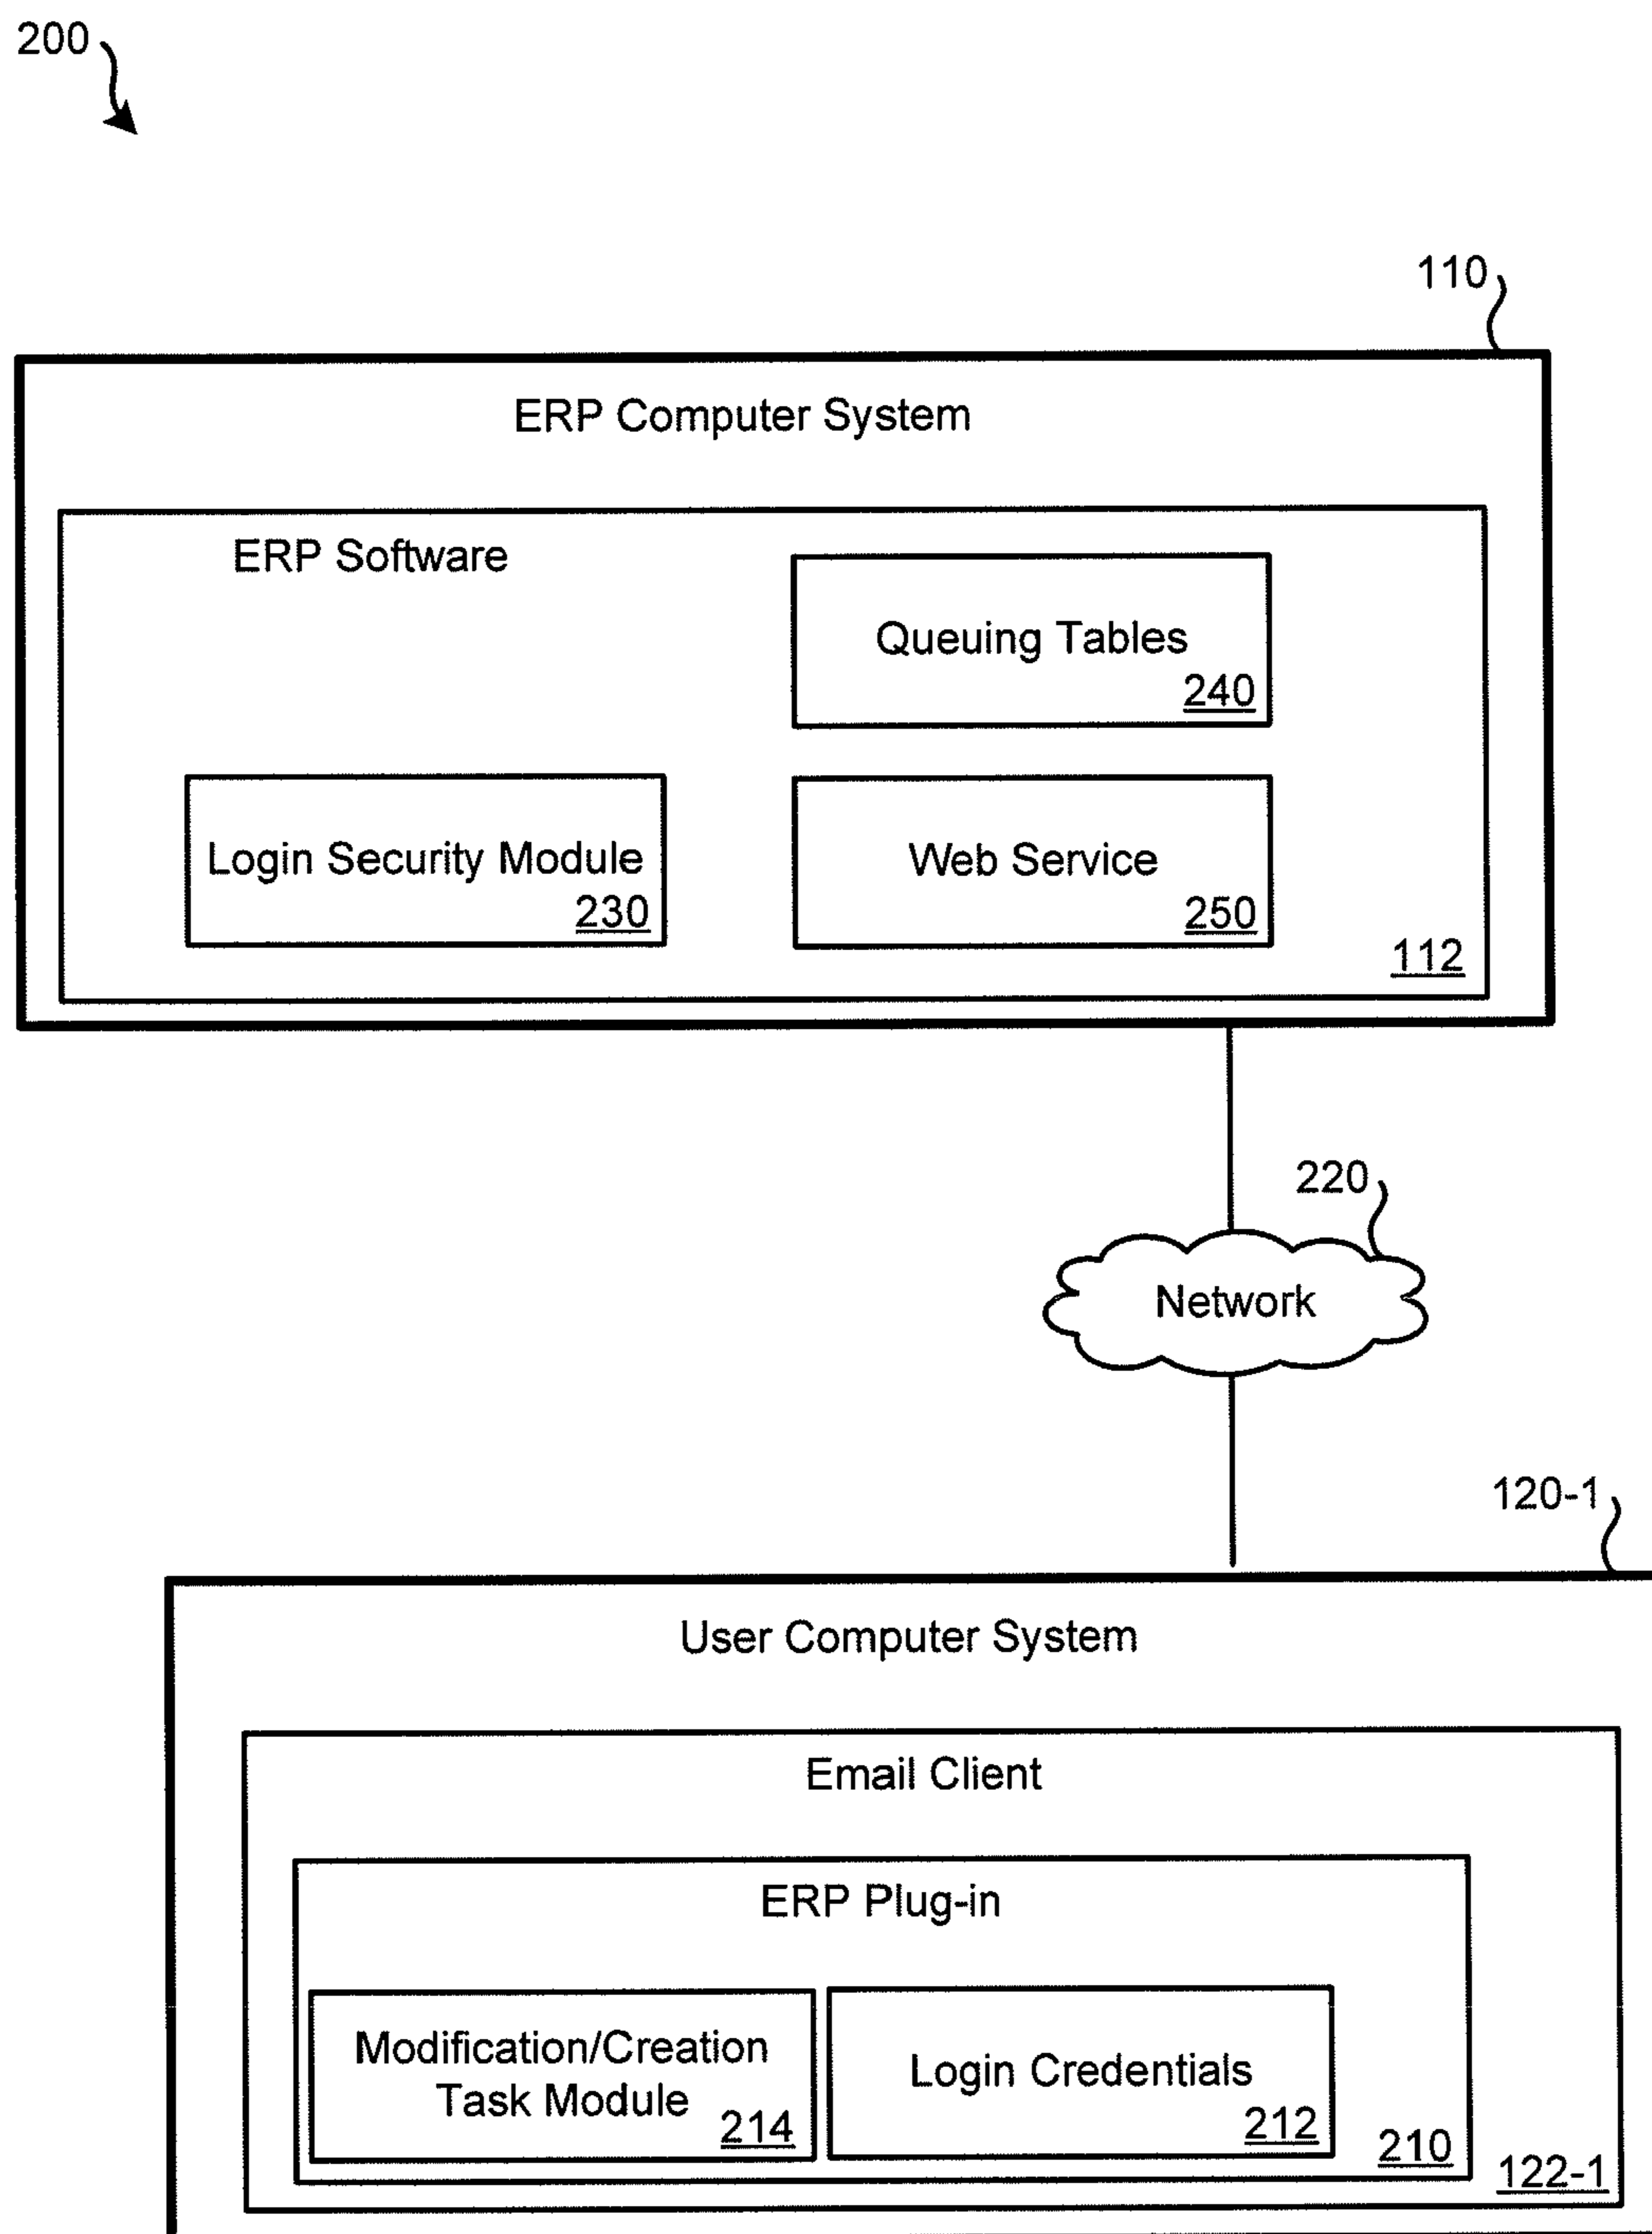 200
110
ERP Computer System
ERP Software
Queuing Tables
240
Login Security Module
230
Web Service
250
112
220
Network
120-1
User Computer System
Email Client
ERP Plug-in
Modification/Creation
Task Module
214
Login Credentials
212
210
122-1